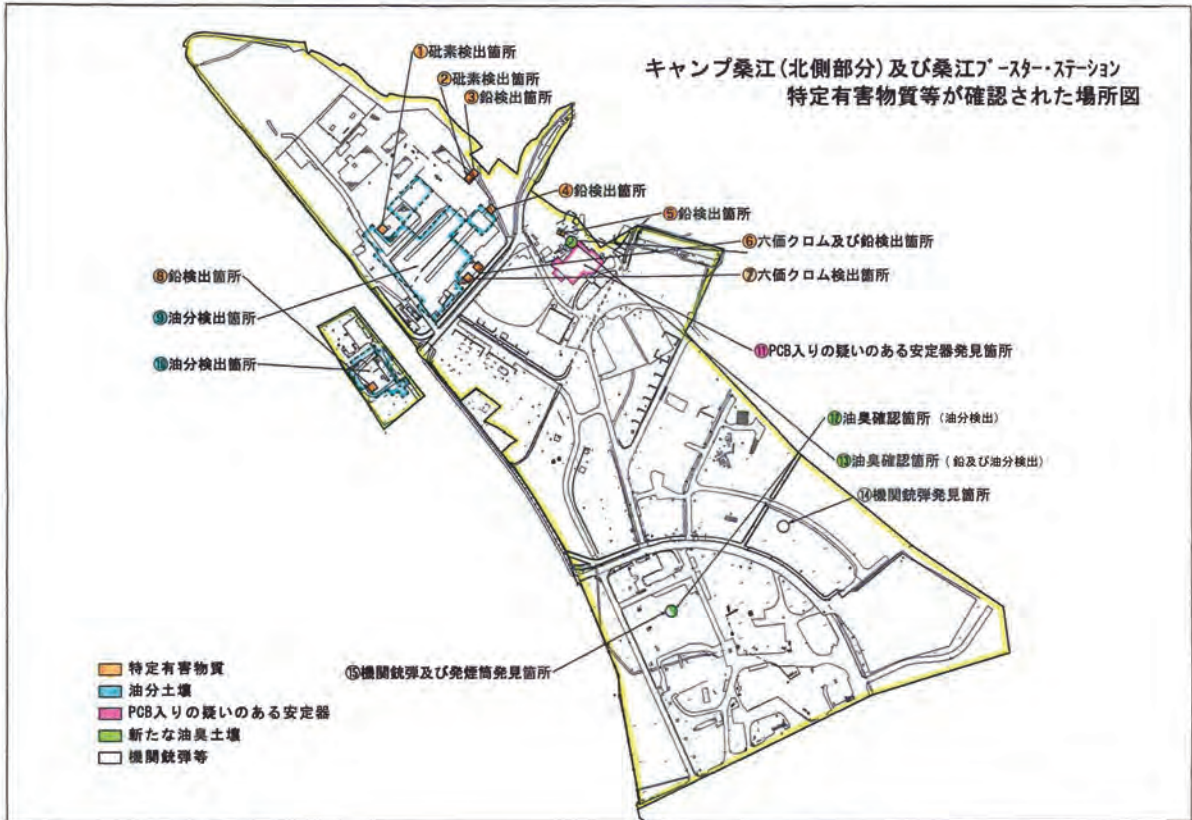 キャンプ桑江(北側部分)及び桑江ブースター・ステーション
特定有害物質等が確認された場所図
①砒素検出箇所
②砒素検出箇所
③鉛検出箇所
④鉛検出箇所
⑤鉛検出箇所
⑥六価クロム及び鉛検出箇所
⑦六価クロム検出箇所
⑧鉛検出箇所
⑨油分検出箇所
⑩油分検出箇所
⑪PCB入りの疑いのある安定器発見箇所
⑫油臭確認箇所(油分検出)
⑬油臭確認箇所(鉛及び油分検出)
⑭機関銃弾発見箇所
⑮機関銃弾及び発煙筒発見箇所
特定有害物質
油分土壌
PCB入りの疑いのある安定器
新たな油臭土壌
機関銃弾等